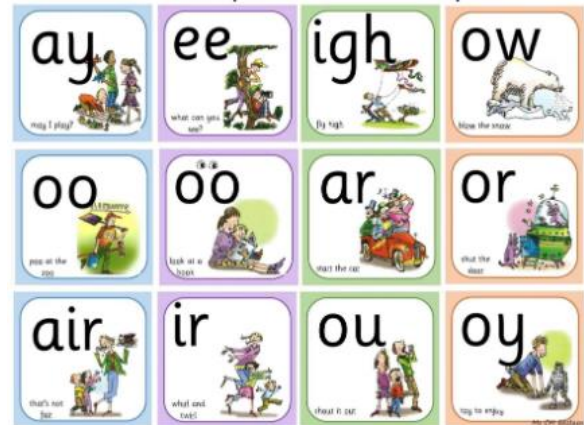 ay
may I play?
ee
what can you
see?
igh
fly high
ow
blow the snow
oo
poo at the
zoo
oo
look at a
book
ar
start the car
or
shut the
door
air
that's not
fair
ir
whirl and
twirl
ou
shout it out
oy
toy to enjoy